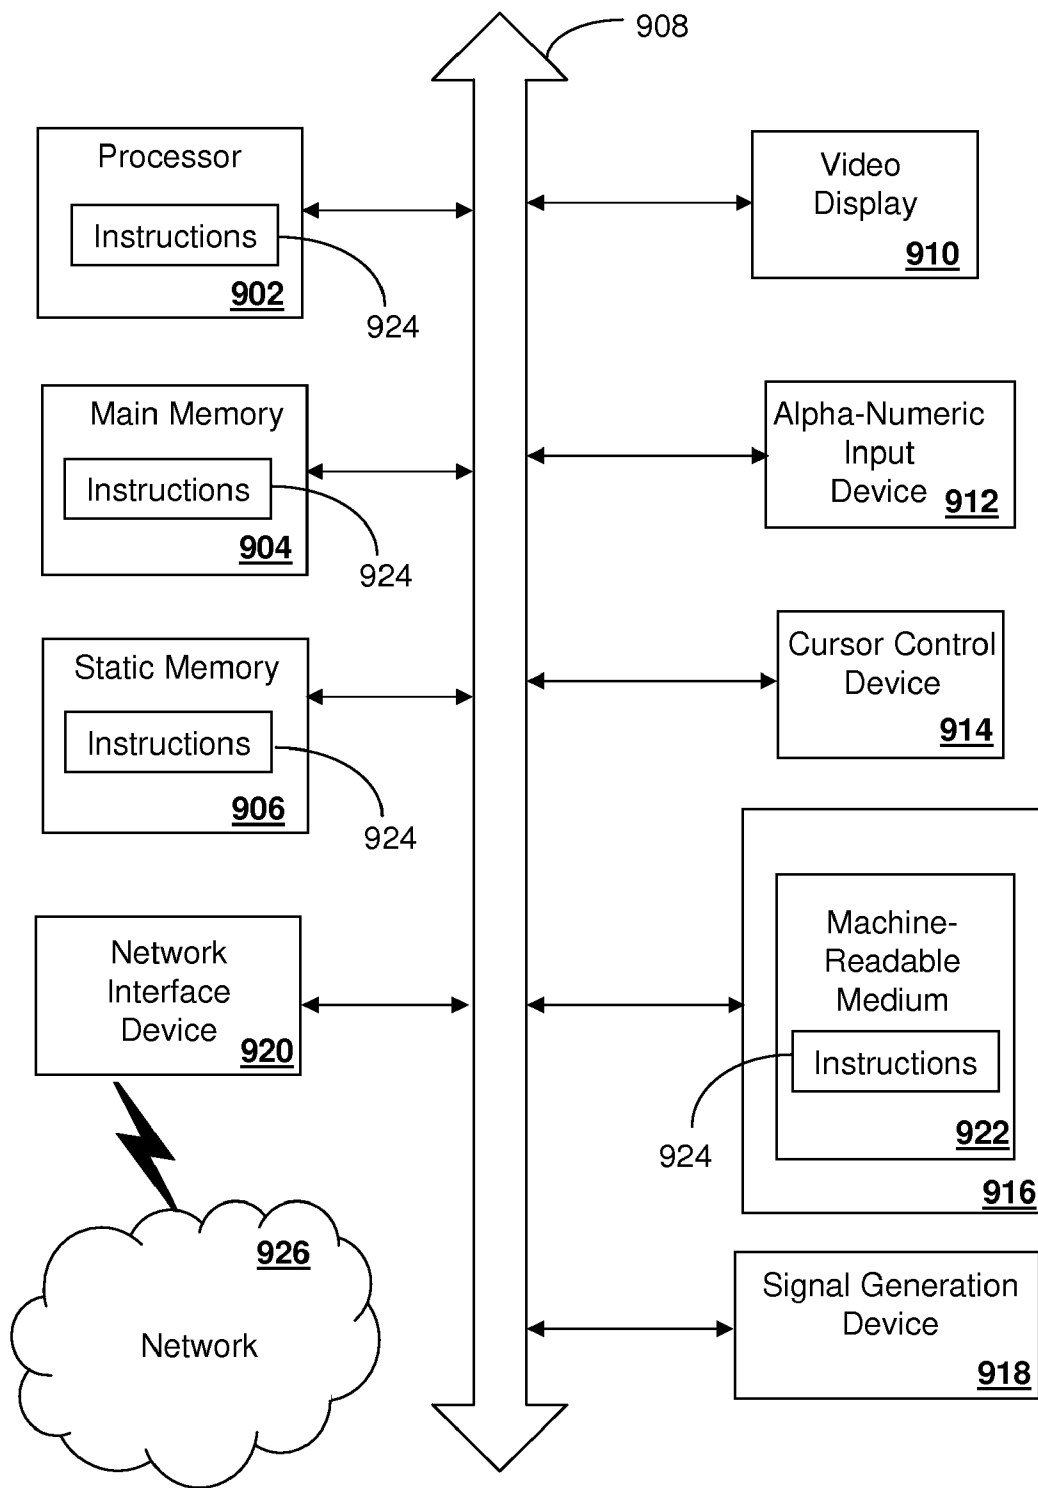 908
Processor
Instructions
902
924
Main Memory
Instructions
904
924
Static Memory
Instructions
906
924
Network
Interface
Device
920
926
Network
Video
Display
910
Alpha-Numeric
Input
Device
912
Cursor Control
Device
914
Machine-
Readable
Medium
Instructions
924
922
916
Signal Generation
Device
918